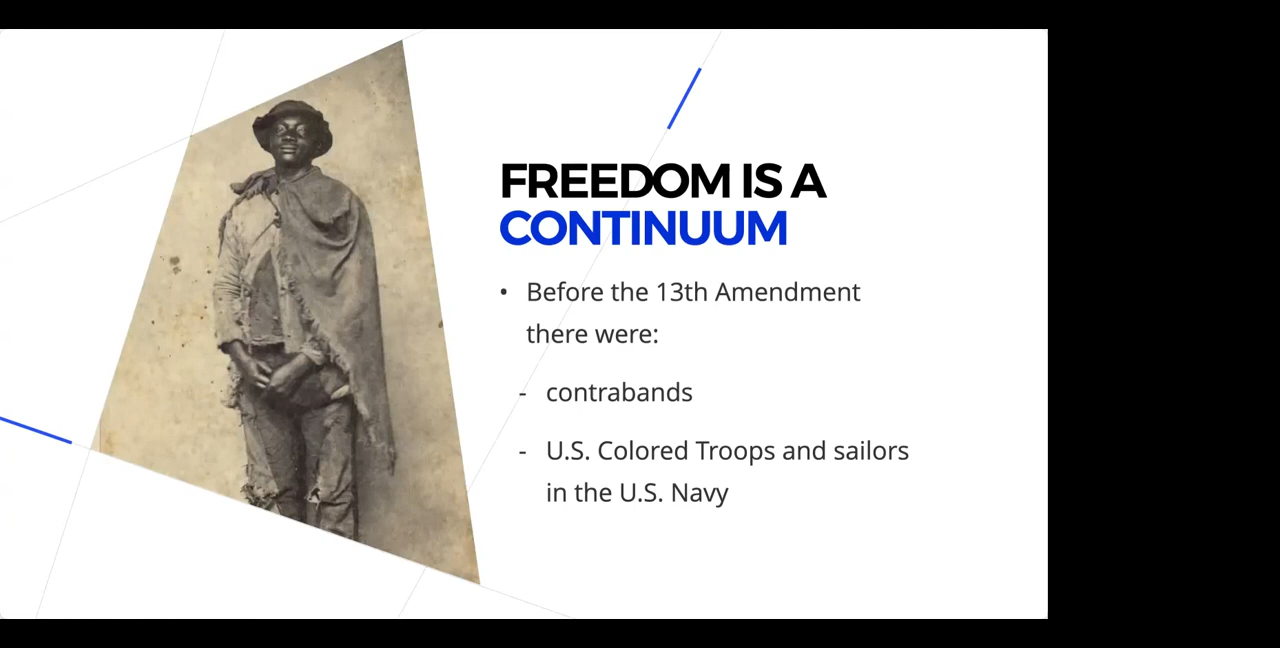 FREEDOM IS A
CONTINUUM
• Before the 13th Amendment
there were:
- contrabands
- U.S. Colored Troops and sailors
in the U.S. Navy